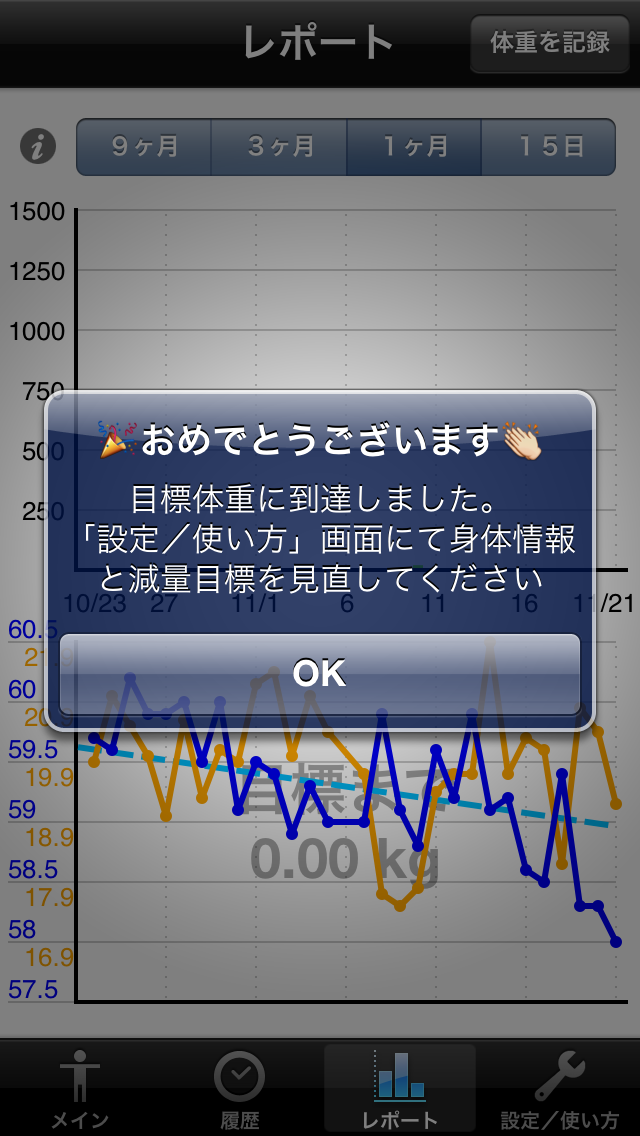 レポート
体重を記録
9ヶ月
3ヶ月
1ヶ月
15日
1500
1250
1000
750
500
250
🎉おめでとうございます👏
目標体重に到達しました。
「設定／使い方」画面にて身体情報
と減量目標を見直してください
10/23 27 11/1 6 11 16 11/21
OK
60.5
60
59.5
19.9
59
18.9
58.5
17.9
58
16.9
57.5
目標まで
0.00 kg
メイン
履歴
レポート
設定／使い方